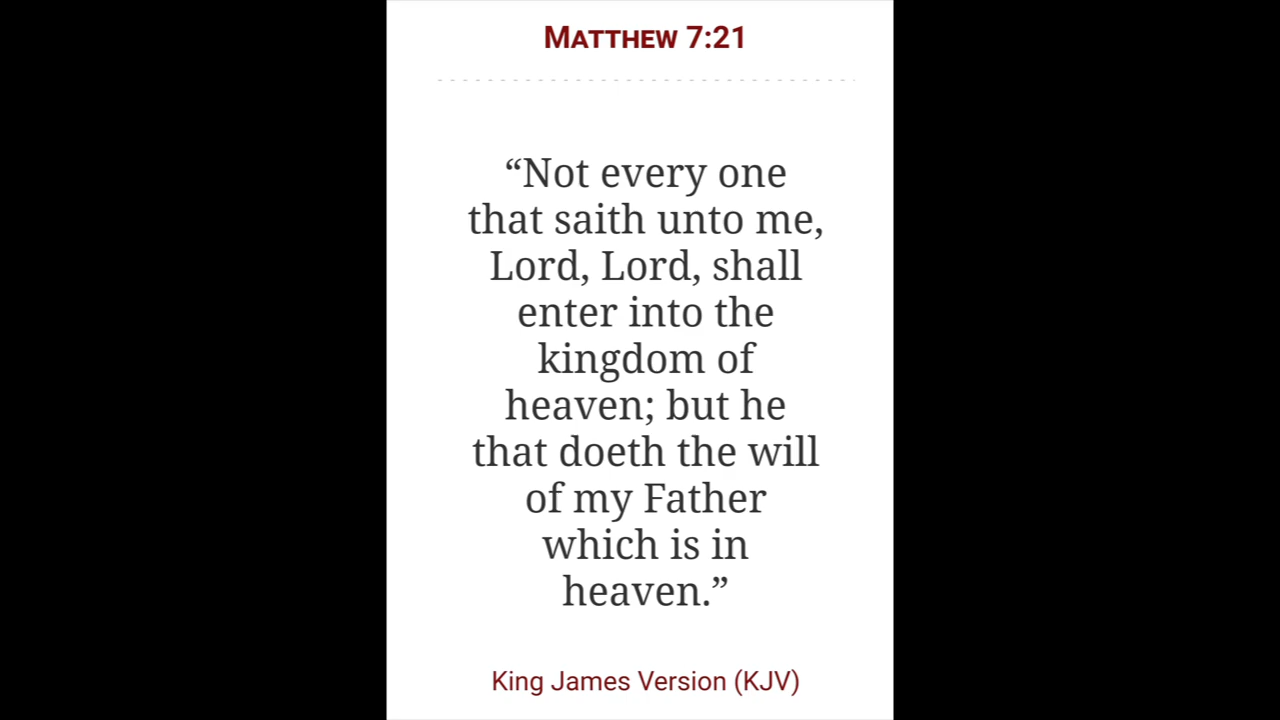 Matthew 7:21
“Not every one
that saith unto me,
Lord, Lord, shall
enter into the
kingdom of
heaven; but he
that doeth the will
of my Father
which is in
heaven.”
King James Version (KJV)